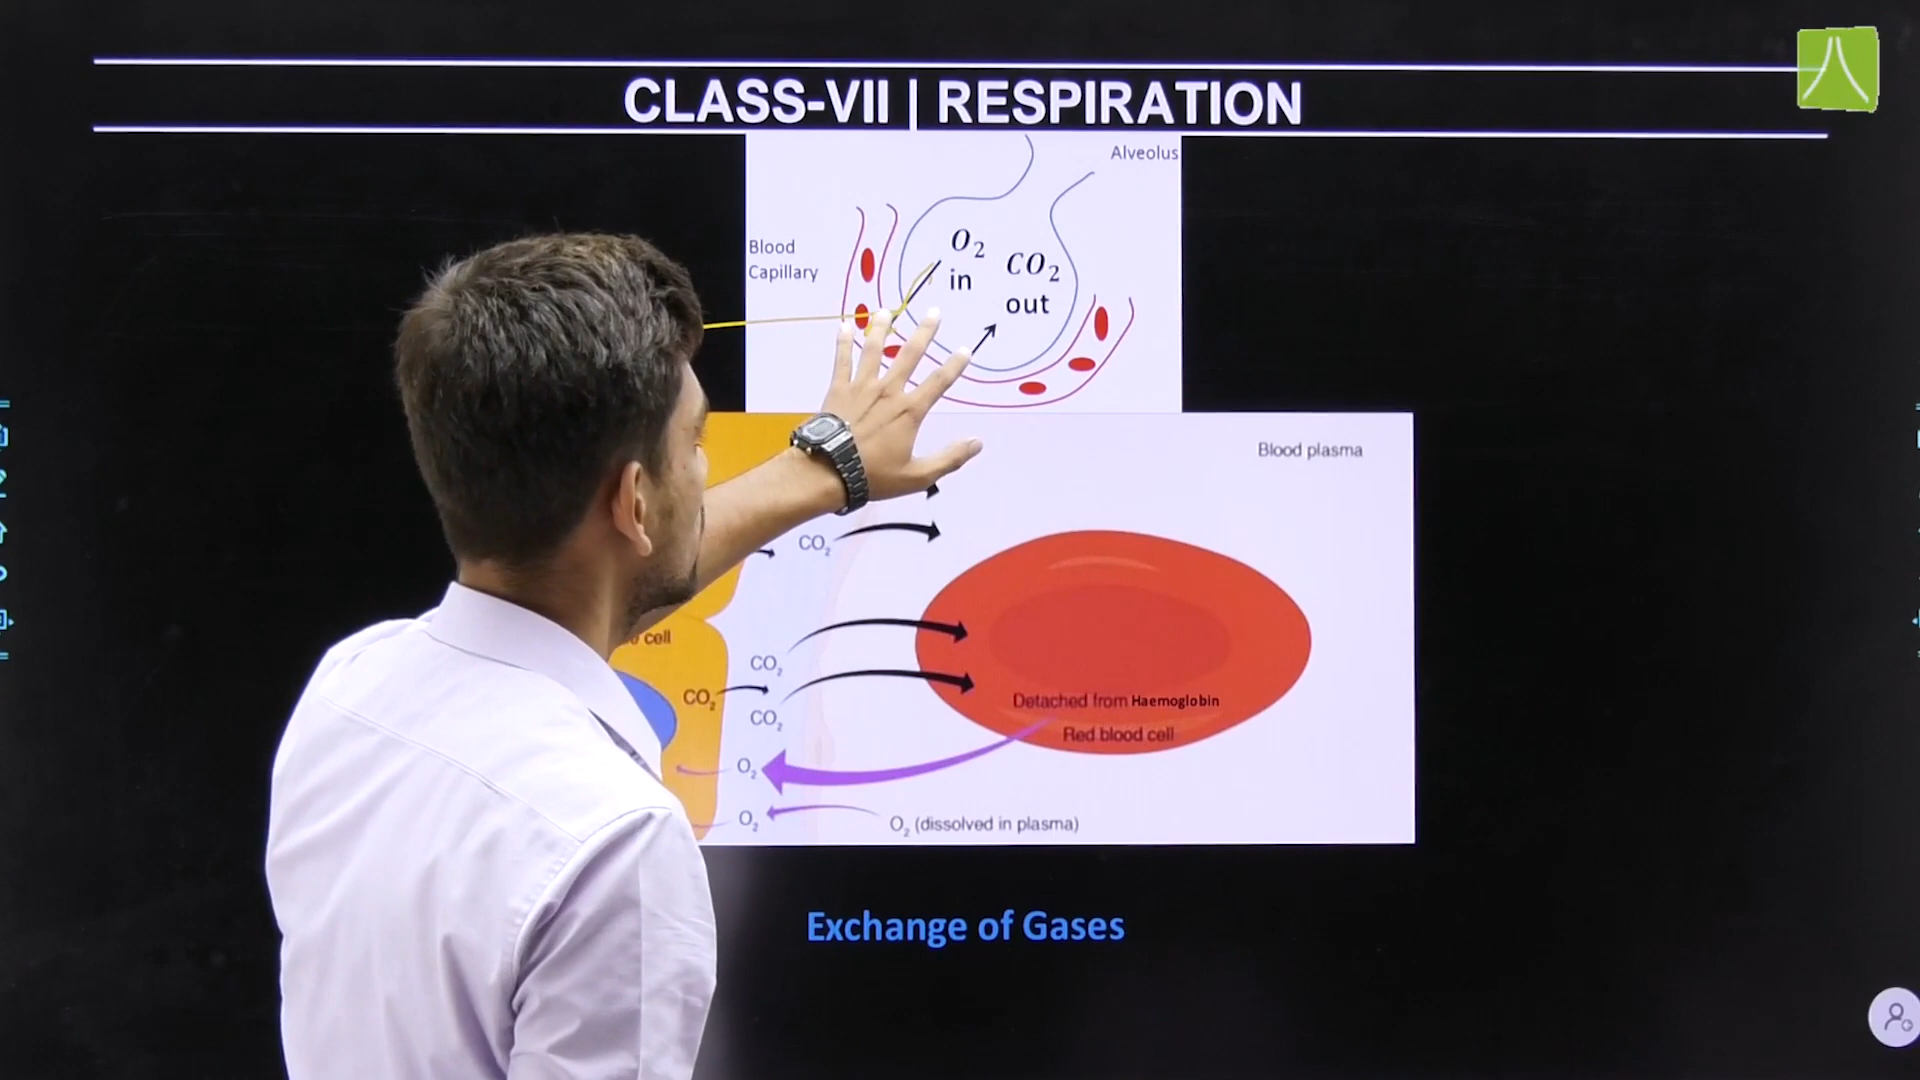 CLASS-VII | RESPIRATION
Alveolus
Blood
Capillary
O2
in
CO2
out
Blood plasma
CO2
cell
CO2
CO2
CO2
Detached from Haemoglobin
Red blood cell
O2
O2
O2 (dissolved in plasma)
Exchange of Gases